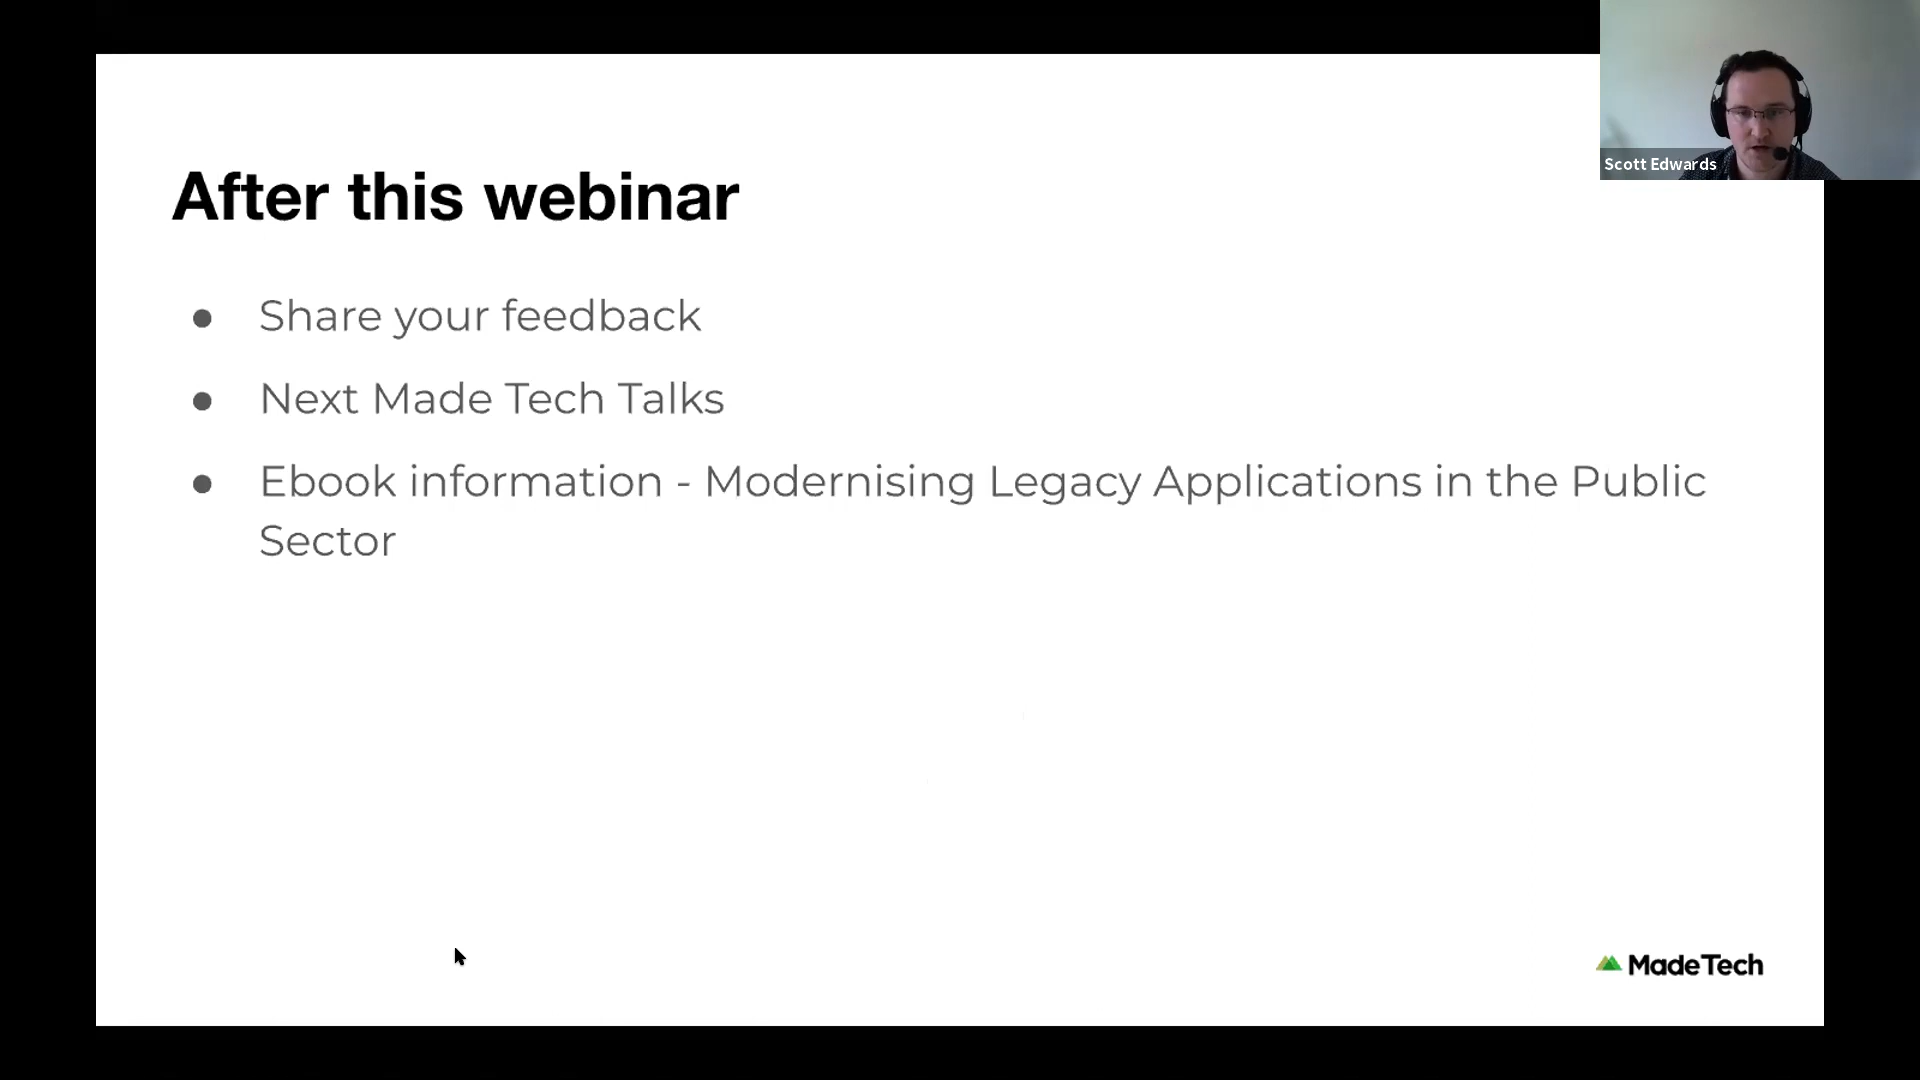 Scott Edwards
After this webinar
● Share your feedback
● Next Made Tech Talks
● Ebook information - Modernising Legacy Applications in the Public
Sector
MadeTech